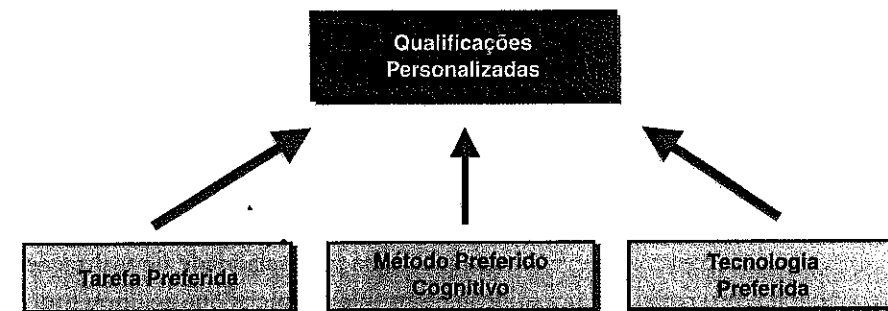 Qualificações
Personalizadas
Tarefa Preferida
Método Preferido
Cognitivo
Tecnologia
Preferida